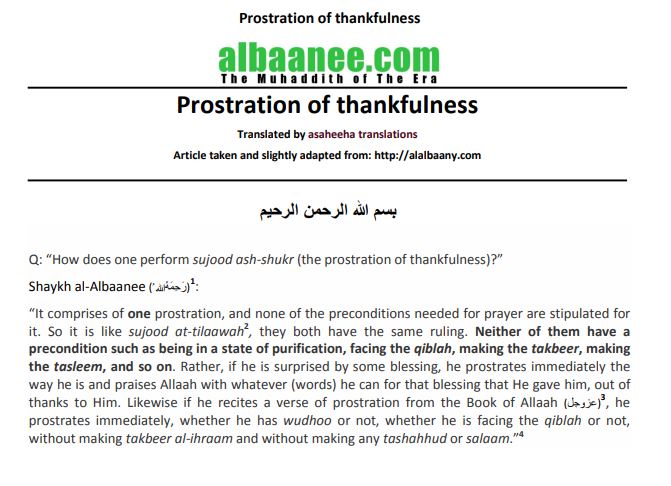 Prostration of thankfulness
albaanee.com
The Muhaddith of The Era
Prostration of thankfulness
Translated by asaheeha translations
Article taken and slightly adapted from: http://alalbaany.com
بسم الله الرحمن الرحيم
Q: “How does one perform sujood ash-shukr (the prostration of thankfulness)?”
Shaykh al-Albaanee (رَحِمَهُ الله)¹:
“It comprises of one prostration, and none of the preconditions needed for prayer are stipulated for
it. So it is like sujood at-tilaawah², they both have the same ruling. Neither of them have a
precondition such as being in a state of purification, facing the qiblah, making the takbeer, making
the tasleem, and so on. Rather, if he is surprised by some blessing, he prostrates immediately the
way he is and praises Allaah with whatever (words) he can for that blessing that He gave him, out of
thanks to Him. Likewise if he recites a verse of prostration from the Book of Allaah (عزوجل)³, he
prostrates immediately, whether he has wudhoo or not, whether he is facing the qiblah or not,
without making takbeer al-ihraam and without making any tashahhud or salaam.”⁴